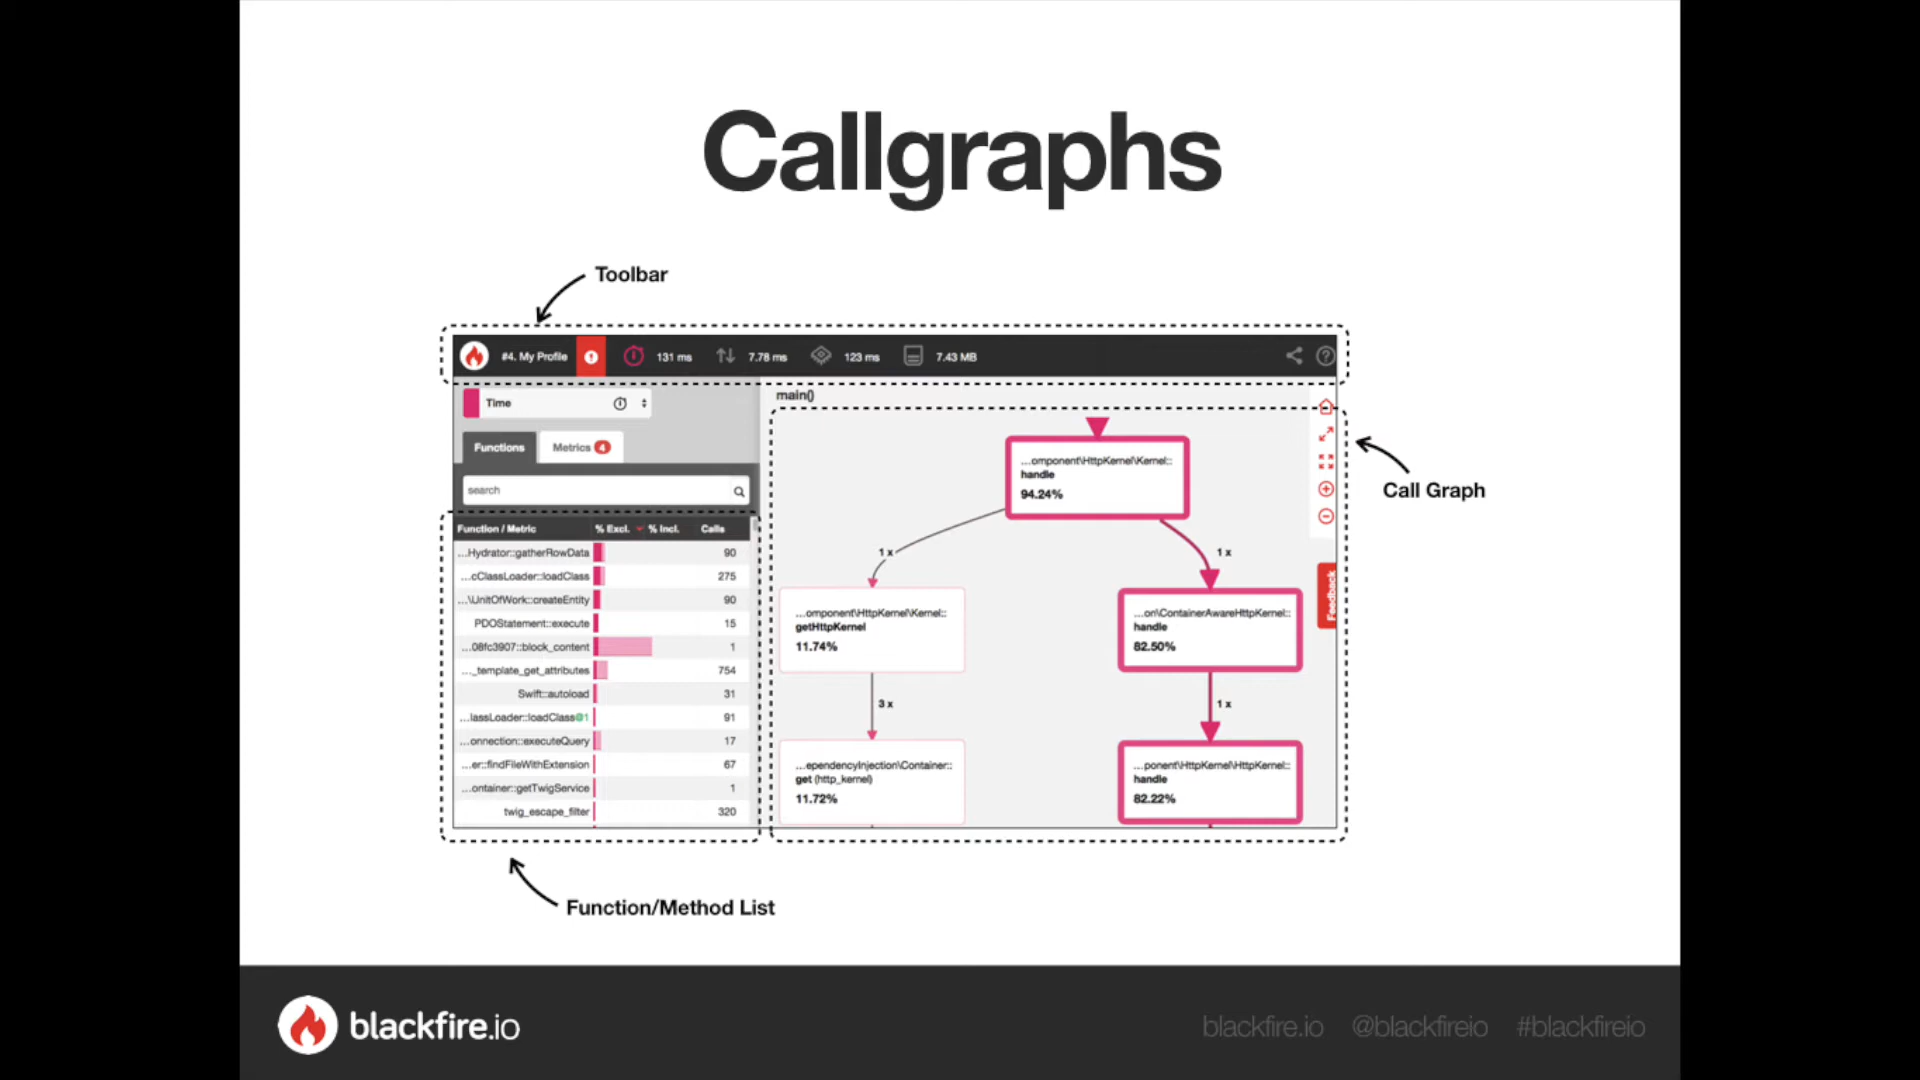 Callgraphs
Toolbar
#4. My Profile 131 ms 7.78 ms 123 ms 7.43 MB
Time
main()
Functions Metrics 4
search
Function / Metric % Excl. % Incl. Calls
...Hydrator::gatherRowData 90
...cClassLoader::loadClass 275
...\UnitOfWork::createEntity 90
PDOStatement::execute 15
...08fc3907::block_content 1
..._template_get_attributes 754
Swift::autoload 31
...lassLoader::loadClass@1 91
...onnection::executeQuery 17
...er::findFileWithExtension 67
...ontainer::getTwigService 1
twig_escape_filter 320
...omponent\HttpKernel\Kernel::
handle
94.24%
1 x
1 x
...omponent\HttpKernel\Kernel::
getHttpKernel
11.74%
...on\ContainerAwareHttpKernel::
handle
82.50%
3 x
1 x
...ependencyInjection\Container::
get (http_kernel)
11.72%
...ponent\HttpKernel\HttpKernel::
handle
82.22%
Feedback
Call Graph
Function/Method List
blackfire.io
blackfire.io @blackfireio #blackfireio